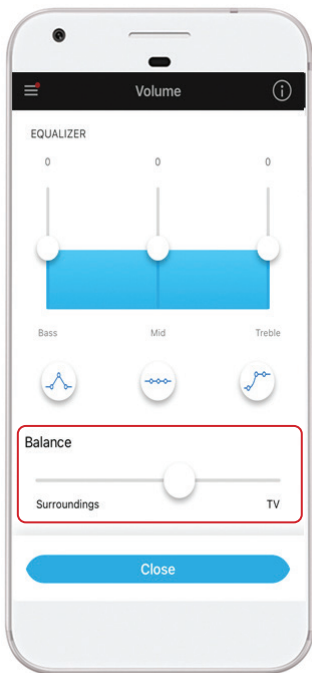 Volume
EQUALIZER
0 0 0
Bass Mid Treble
Balance
Surroundings TV
Close